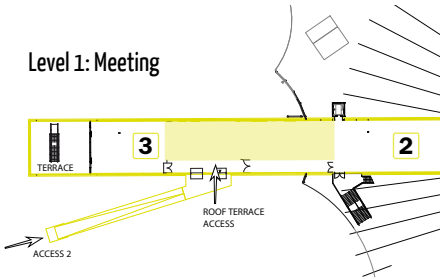 Level 1: Meeting
3
2
TERRACE
ROOF TERRACE
ACCESS
ACCESS 2